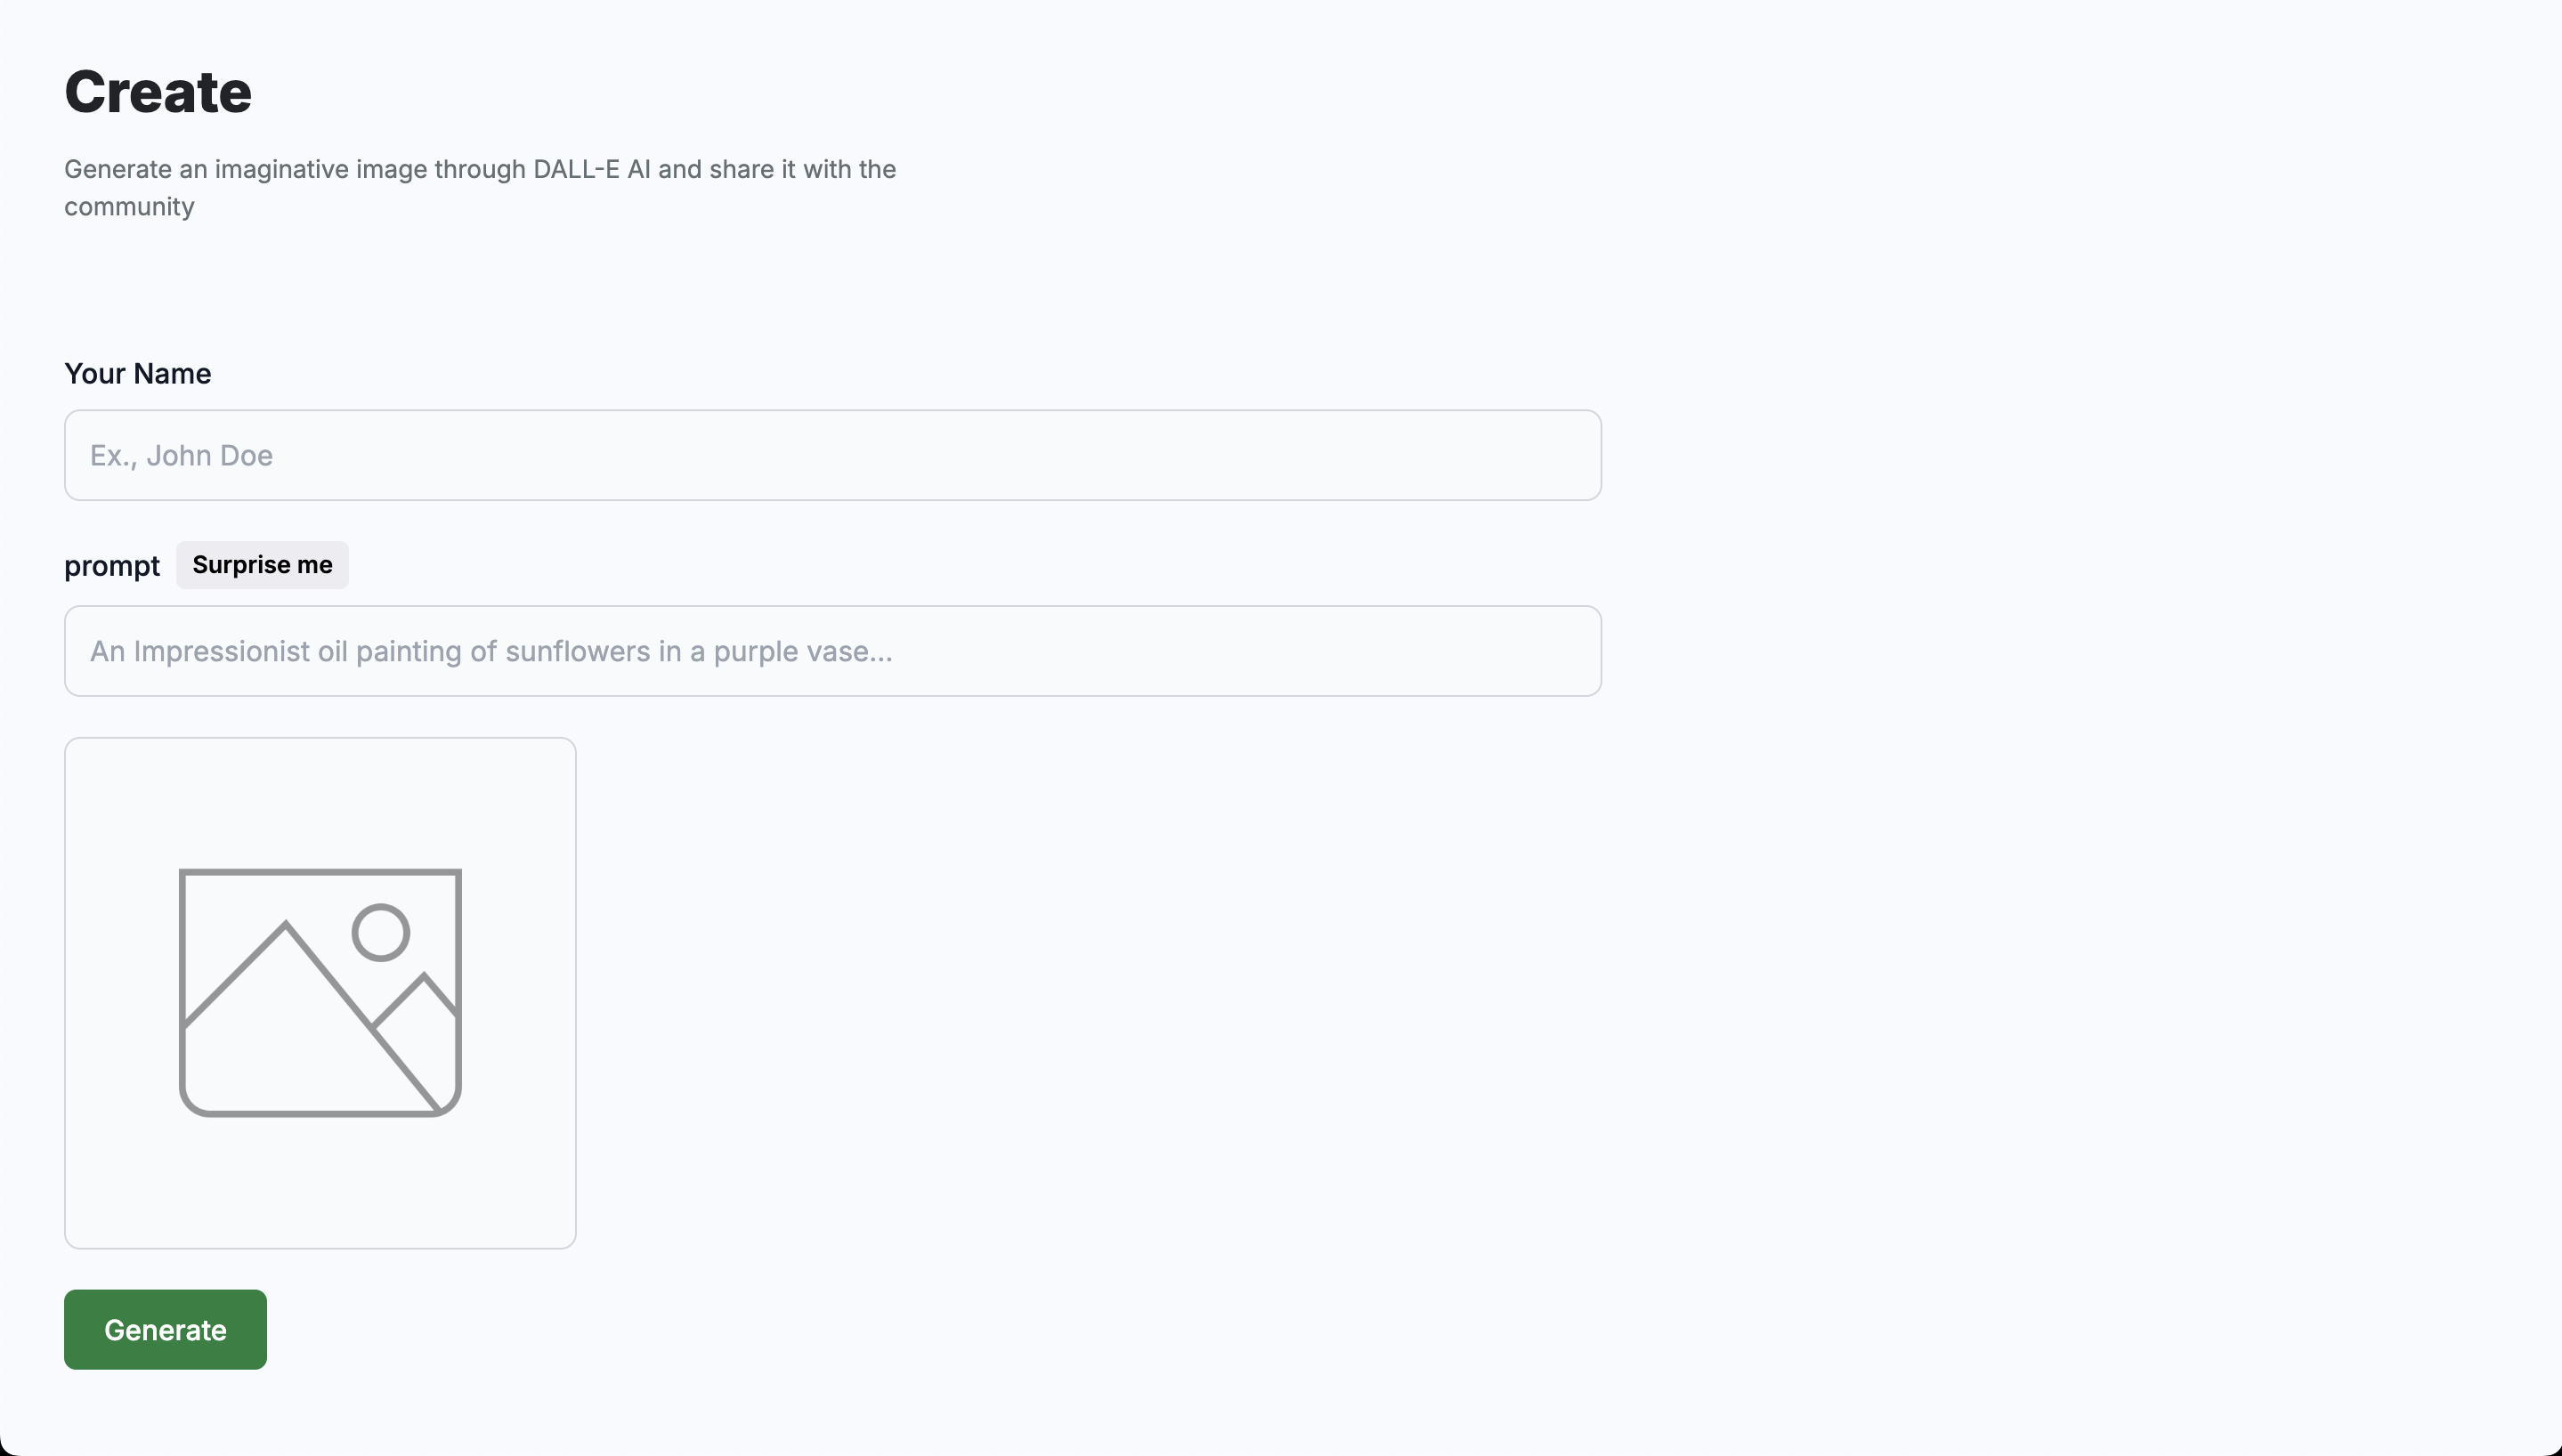 Create
Generate an imaginative image through DALL-E AI and share it with the
community
Your Name
Ex., John Doe
prompt Surprise me
An Impressionist oil painting of sunflowers in a purple vase...
Generate